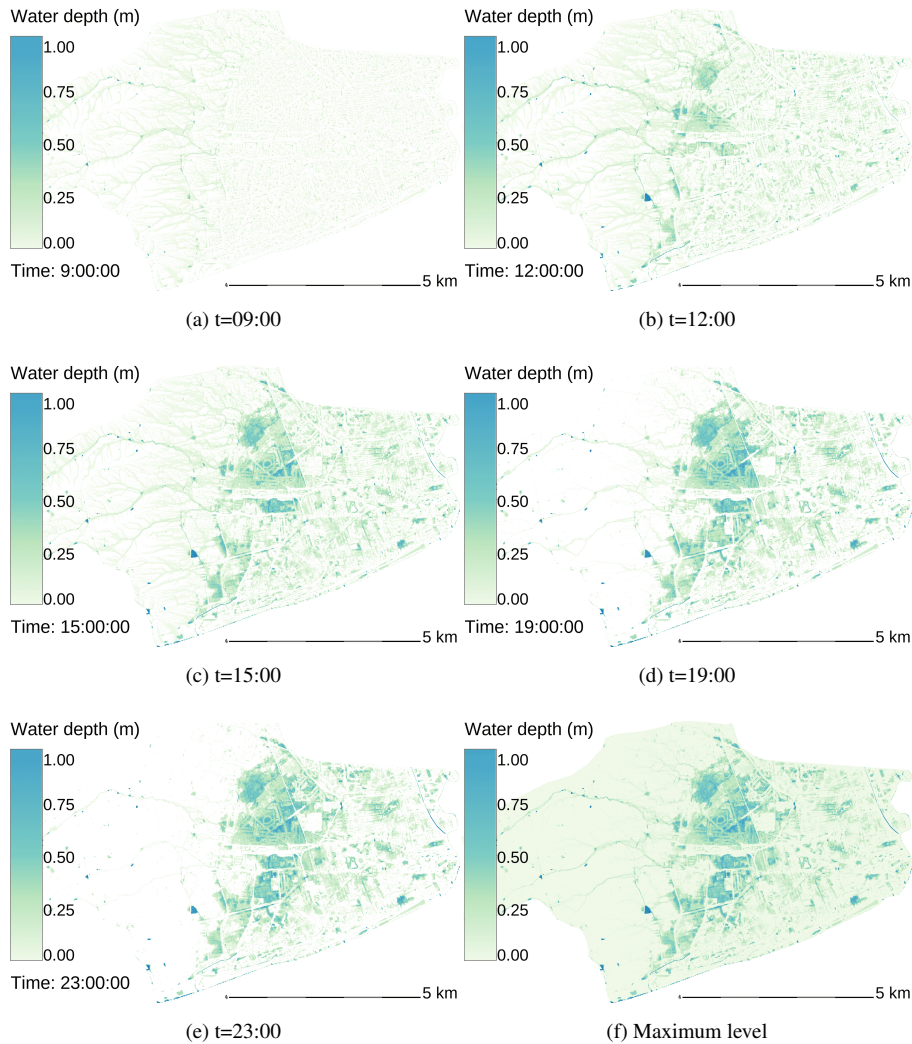 Water depth (m)
1.00
0.75
0.50
0.25
0.00
Time: 9:00:00
5 km
(a) t=09:00
Water depth (m)
1.00
0.75
0.50
0.25
0.00
Time: 12:00:00
5 km
(b) t=12:00
Water depth (m)
1.00
0.75
0.50
0.25
0.00
Time: 15:00:00
5 km
(c) t=15:00
Water depth (m)
1.00
0.75
0.50
0.25
0.00
Time: 19:00:00
5 km
(d) t=19:00
Water depth (m)
1.00
0.75
0.50
0.25
0.00
Time: 23:00:00
5 km
(e) t=23:00
Water depth (m)
1.00
0.75
0.50
0.25
0.00
5 km
(f) Maximum level